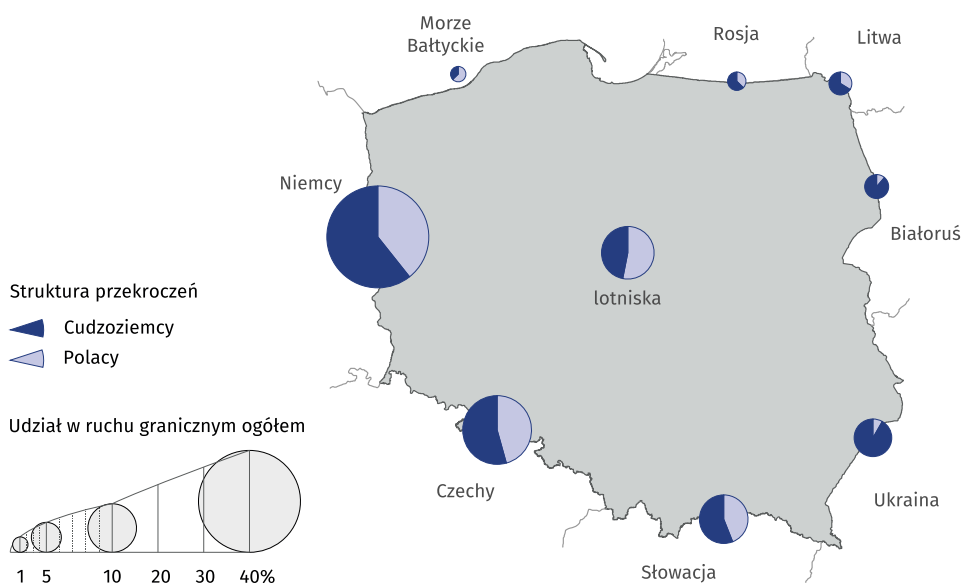 Morze
Bałtyckie
Rosja
Litwa
Niemcy
Białoruś
lotniska
Struktura przekroczeń
Cudzoziemcy
Polacy
Udział w ruchu granicznym ogółem
Czechy
Ukraina
Słowacja
1 5 10 20 30 40%